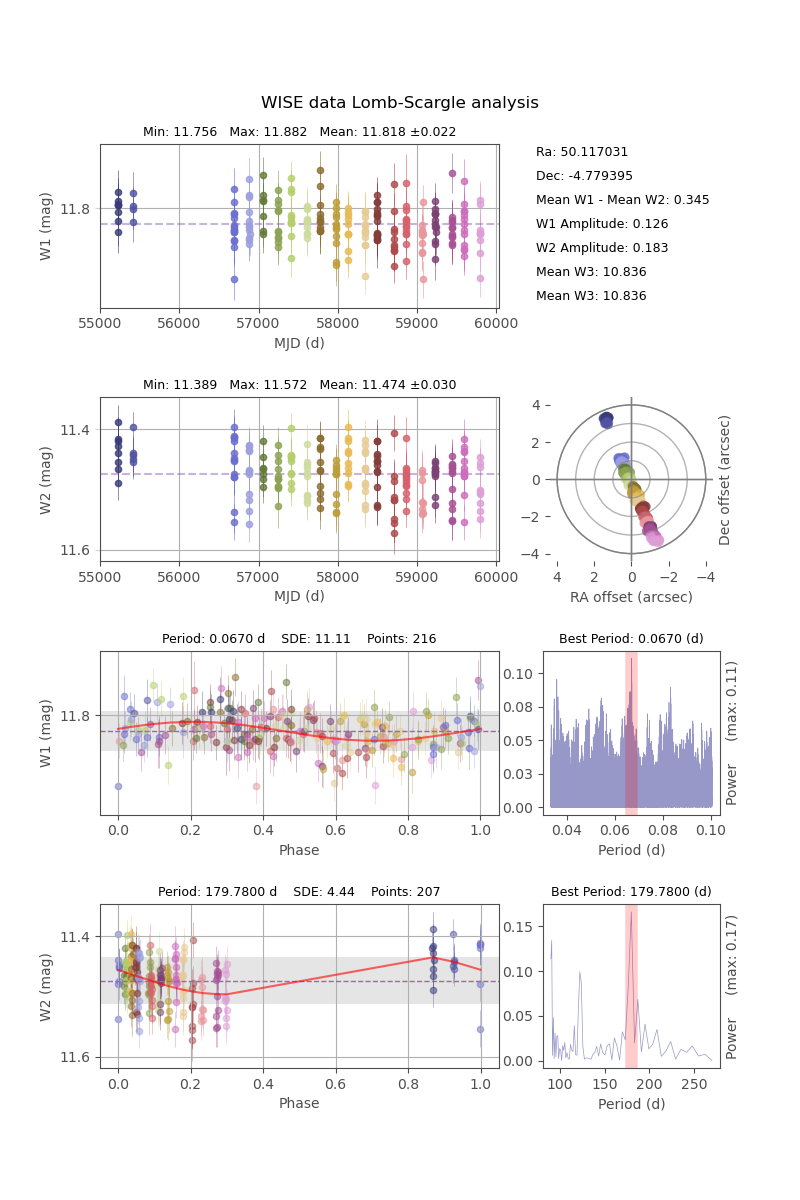 WISE data Lomb-Scargle analysis
Min: 11.756   Max: 11.882   Mean: 11.818 ±0.022
W1 (mag)
11.8
55000 56000 57000 58000 59000 60000
MJD (d)
Ra: 50.117031
Dec: -4.779395
Mean W1 - Mean W2: 0.345
W1 Amplitude: 0.126
W2 Amplitude: 0.183
Mean W3: 10.836
Mean W3: 10.836
Min: 11.389   Max: 11.572   Mean: 11.474 ±0.030
W2 (mag)
11.4
11.6
55000 56000 57000 58000 59000 60000
MJD (d)
4
2
0
−2
−4
4 2 0 −2 −4
RA offset (arcsec)
Dec offset (arcsec)
Period: 0.0670 d    SDE: 11.11    Points: 216
W1 (mag)
11.8
0.0 0.2 0.4 0.6 0.8 1.0
Phase
Best Period: 0.0670 (d)
0.10
0.08
0.05
0.03
0.00
0.04 0.06 0.08 0.10
Period (d)
Power     (max: 0.11)
Period: 179.7800 d    SDE: 4.44    Points: 207
W2 (mag)
11.4
11.6
0.0 0.2 0.4 0.6 0.8 1.0
Phase
Best Period: 179.7800 (d)
0.15
0.10
0.05
0.00
100 150 200 250
Period (d)
Power     (max: 0.17)